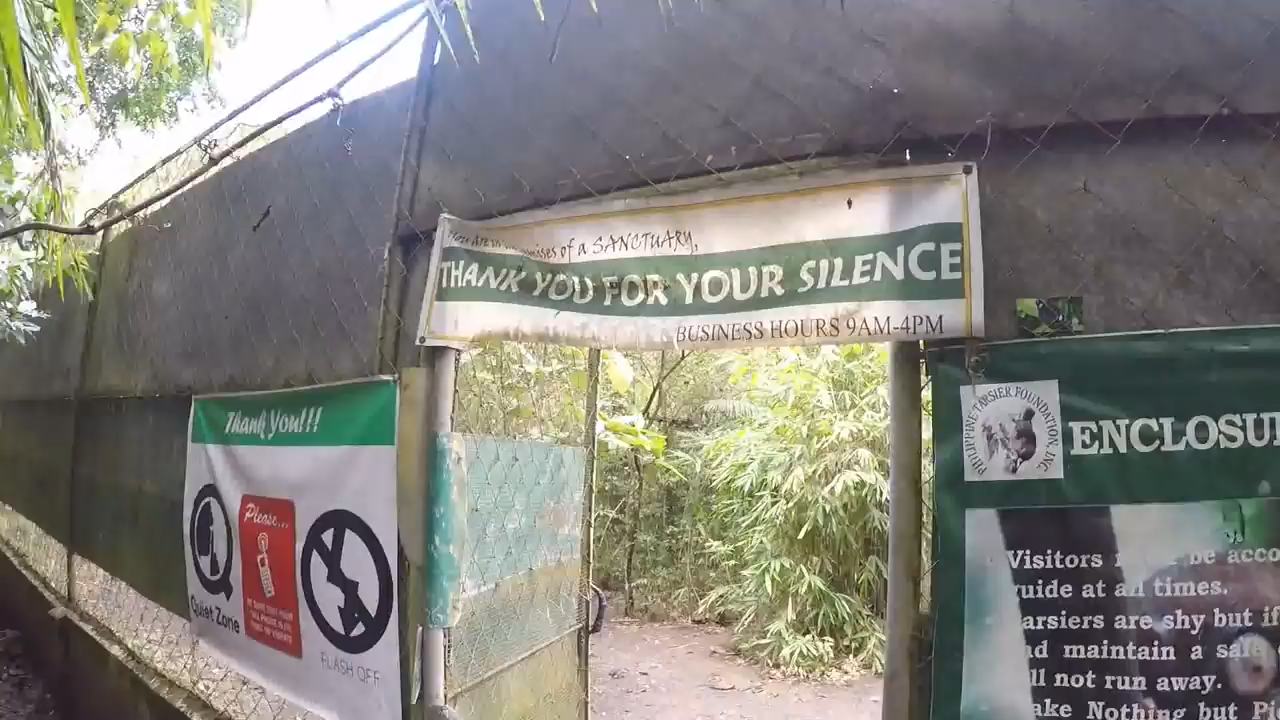 of a SANCTUARY,
THANK YOU FOR YOUR SILENCE
BUSINESS HOURS 9AM-4PM
Thank You!!!
Quiet Zone
Please...
FLASH OFF
PHILIPPINE TARSIER FOUNDATION, INC.
ENCLOSU
Visitors be acco
uide at all times.
arsiers are shy but if
nd maintain a safe
ll not run away.
ake Nothing but Pi